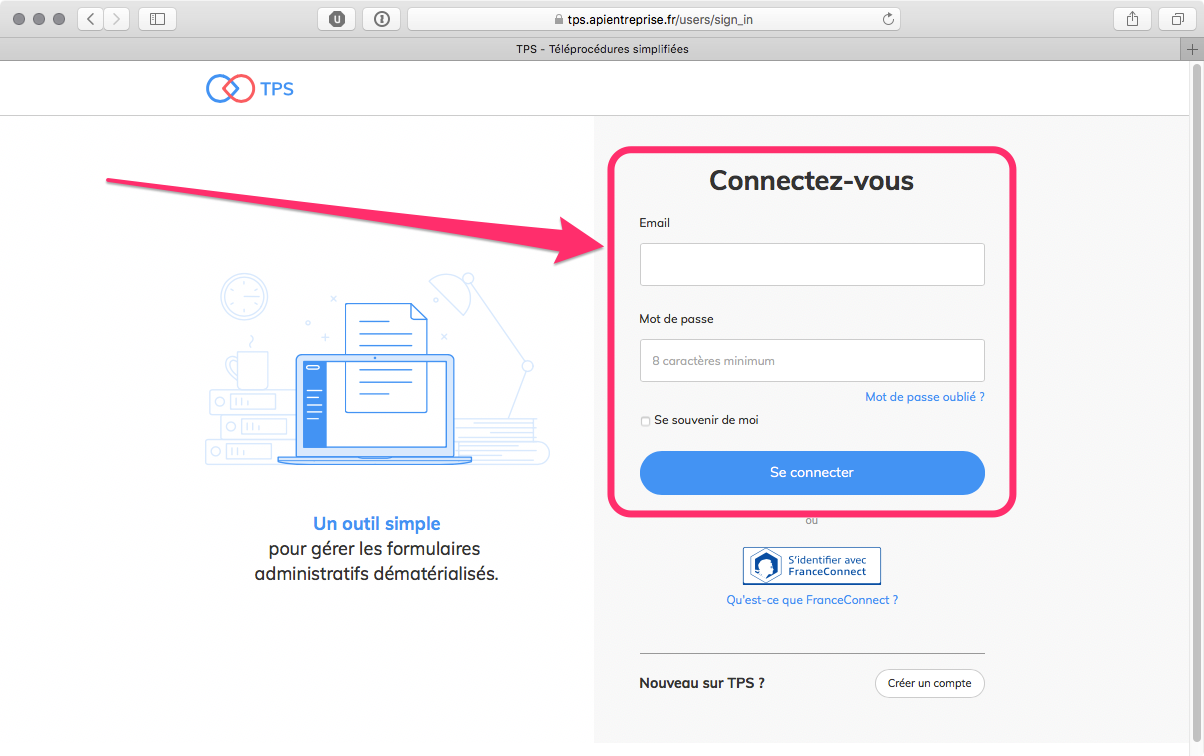 tps.apientreprise.fr/users/sign_in
TPS - Téléprocédures simplifiées
TPS
Connectez-vous
Email
Mot de passe
8 caractères minimum
Mot de passe oublié ?
Se souvenir de moi
Se connecter
ou
S'identifier avec
FranceConnect
Qu'est-ce que FranceConnect ?
Un outil simple
pour gérer les formulaires
administratifs dématérialisés.
Nouveau sur TPS ?
Créer un compte